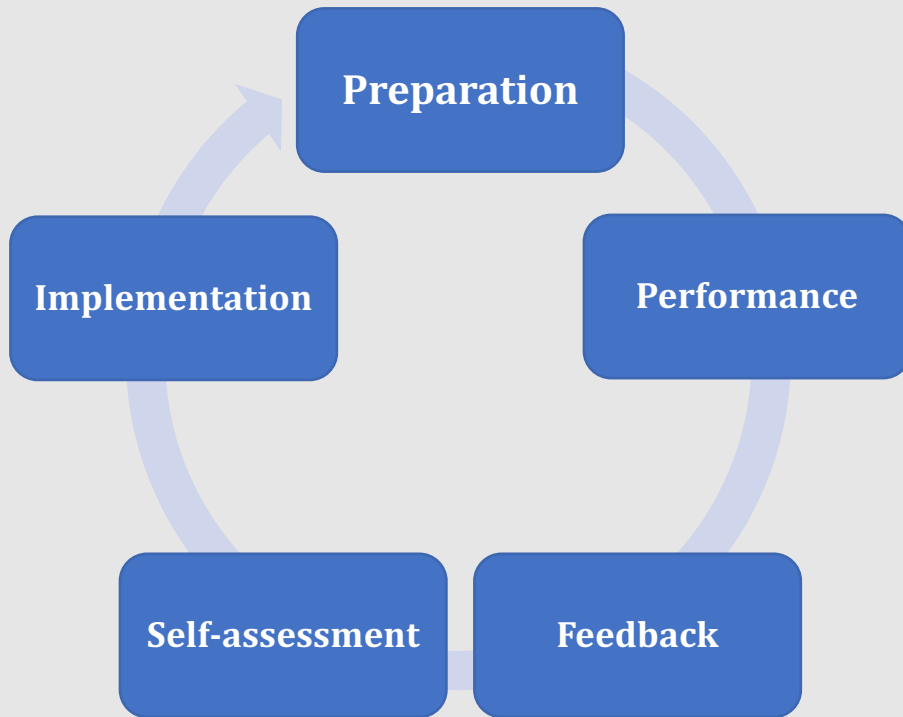 Preparation
Performance
Feedback
Self-assessment
Implementation